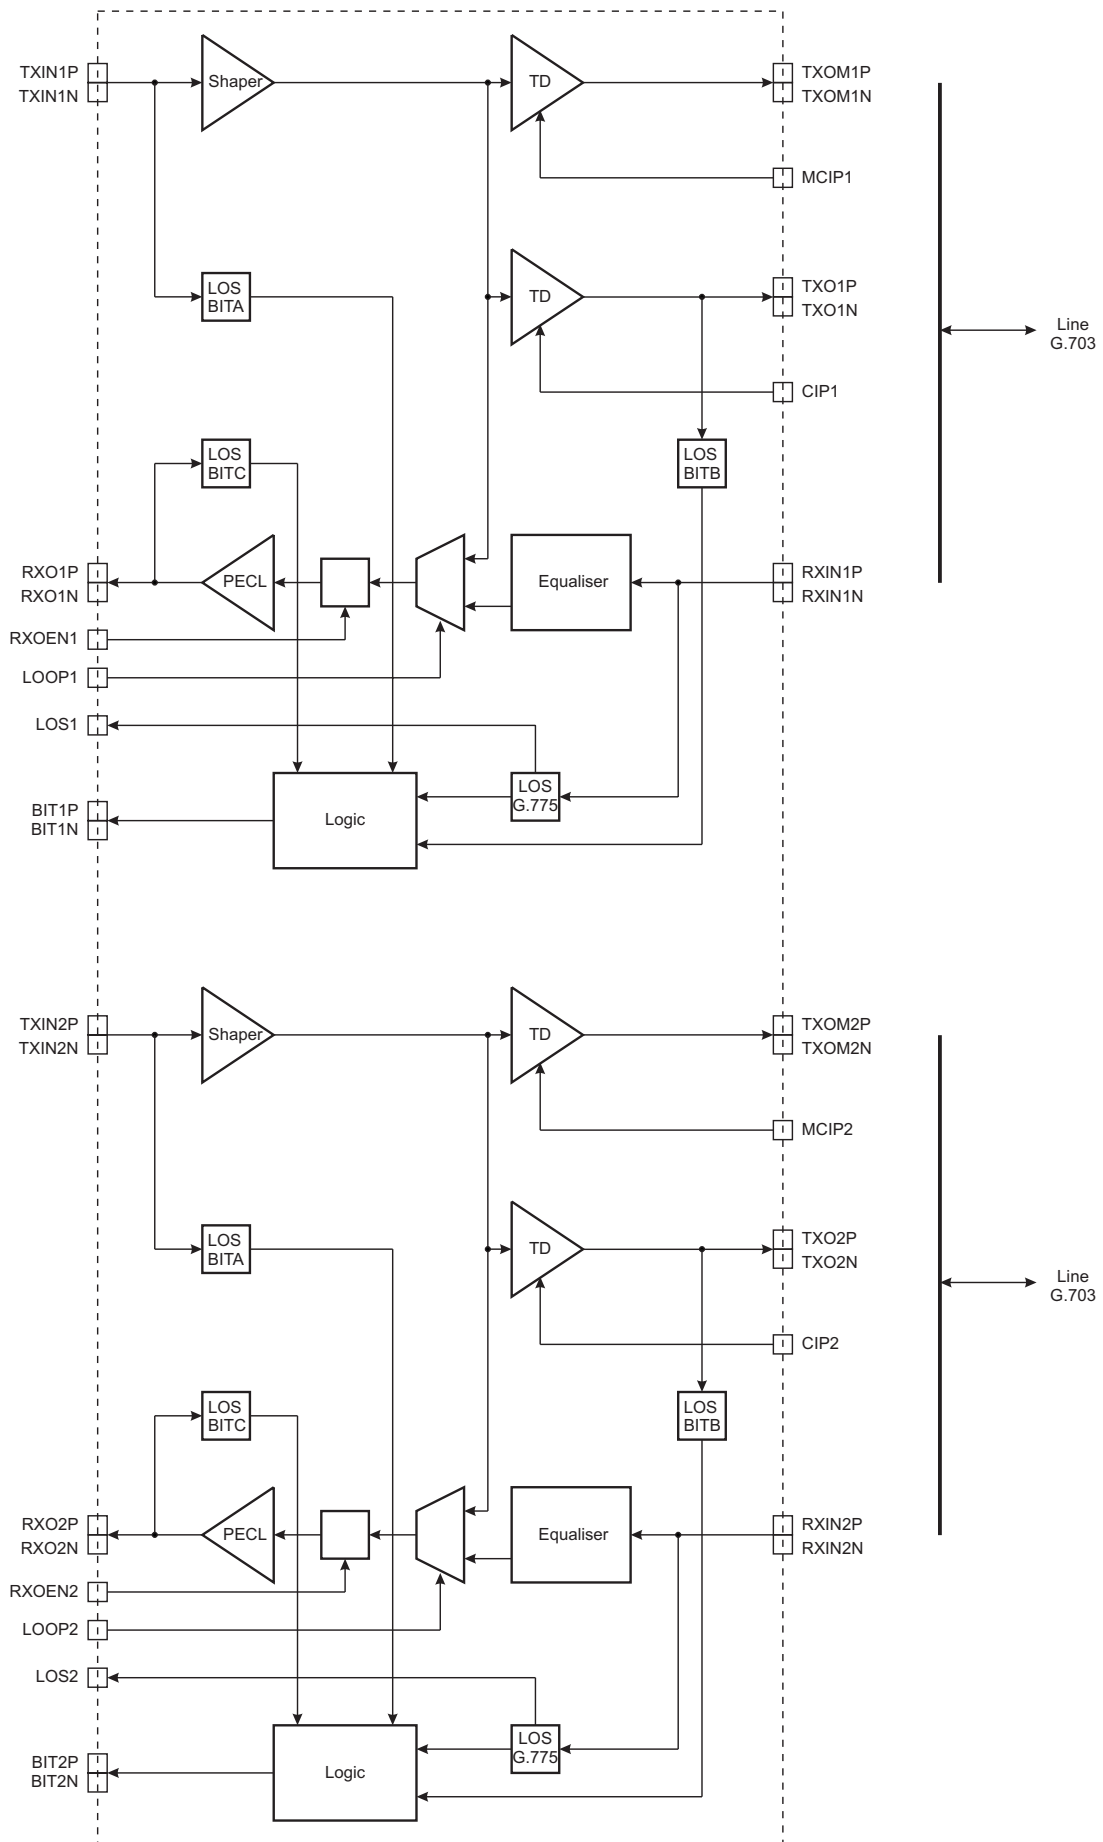 TXIN1P
TXIN1N
Shaper
TD
TXOM1P
TXOM1N
MCIP1
LOS
BITA
TD
TXO1P
TXO1N
Line
G.703
CIP1
LOS
BITC
LOS
BITB
RXO1P
RXO1N
PECL
Equaliser
RXIN1P
RXIN1N
RXOEN1
LOOP1
LOS1
LOS
G.775
BIT1P
BIT1N
Logic
TXIN2P
TXIN2N
Shaper
TD
TXOM2P
TXOM2N
MCIP2
LOS
BITA
TD
TXO2P
TXO2N
Line
G.703
CIP2
LOS
BITC
LOS
BITB
RXO2P
RXO2N
PECL
Equaliser
RXIN2P
RXIN2N
RXOEN2
LOOP2
LOS2
LOS
G.775
BIT2P
BIT2N
Logic